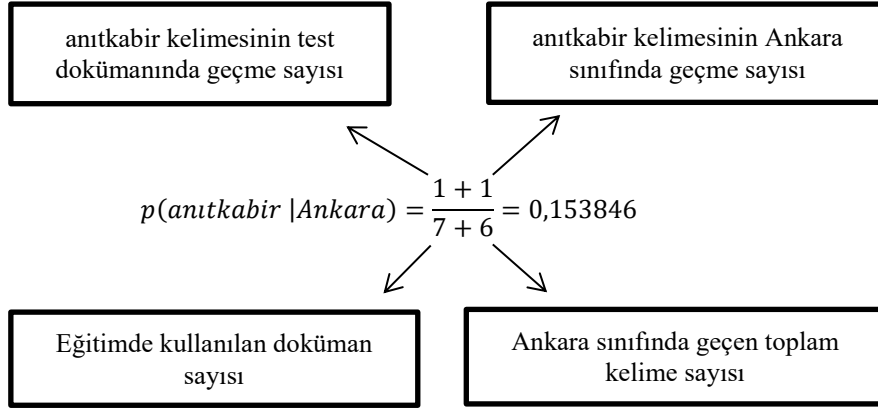 anıtkabir kelimesinin test
dokümanında geçme sayısı
anıtkabir kelimesinin Ankara
sınıfında geçme sayısı
p(anıtkabir |Ankara) = \frac{1 + 1}{7 + 6} = 0,153846
Eğitimde kullanılan doküman
sayısı
Ankara sınıfında geçen toplam
kelime sayısı